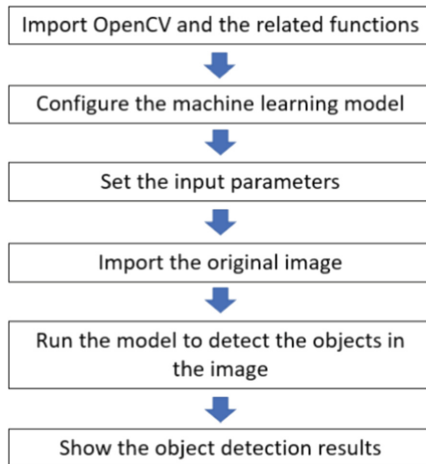 Import OpenCV and the related functions
Configure the machine learning model
Set the input parameters
Import the original image
Run the model to detect the objects in
the image
Show the object detection results